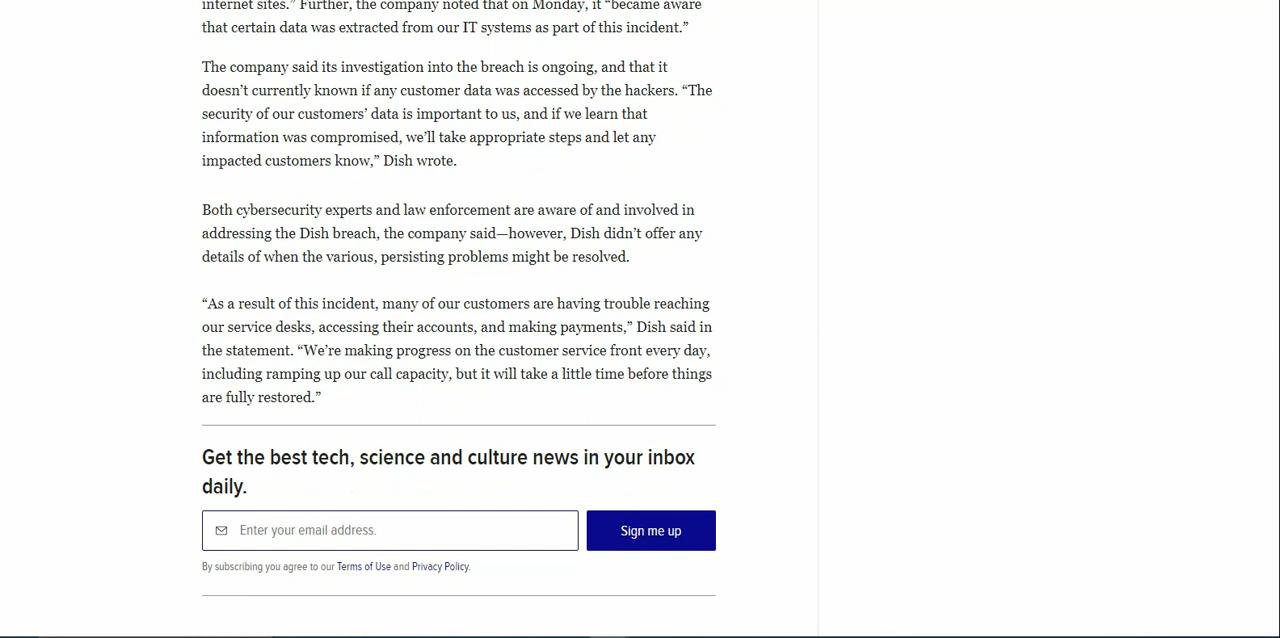 internet sites.” Further, the company noted that on Monday, it “became aware
that certain data was extracted from our IT systems as part of this incident.”
The company said its investigation into the breach is ongoing, and that it
doesn’t currently known if any customer data was accessed by the hackers. “The
security of our customers’ data is important to us, and if we learn that
information was compromised, we’ll take appropriate steps and let any
impacted customers know,” Dish wrote.
Both cybersecurity experts and law enforcement are aware of and involved in
addressing the Dish breach, the company said—however, Dish didn’t offer any
details of when the various, persisting problems might be resolved.
“As a result of this incident, many of our customers are having trouble reaching
our service desks, accessing their accounts, and making payments,” Dish said in
the statement. “We’re making progress on the customer service front every day,
including ramping up our call capacity, but it will take a little time before things
are fully restored.”
Get the best tech, science and culture news in your inbox
daily.
Enter your email address.
Sign me up
By subscribing you agree to our Terms of Use and Privacy Policy.